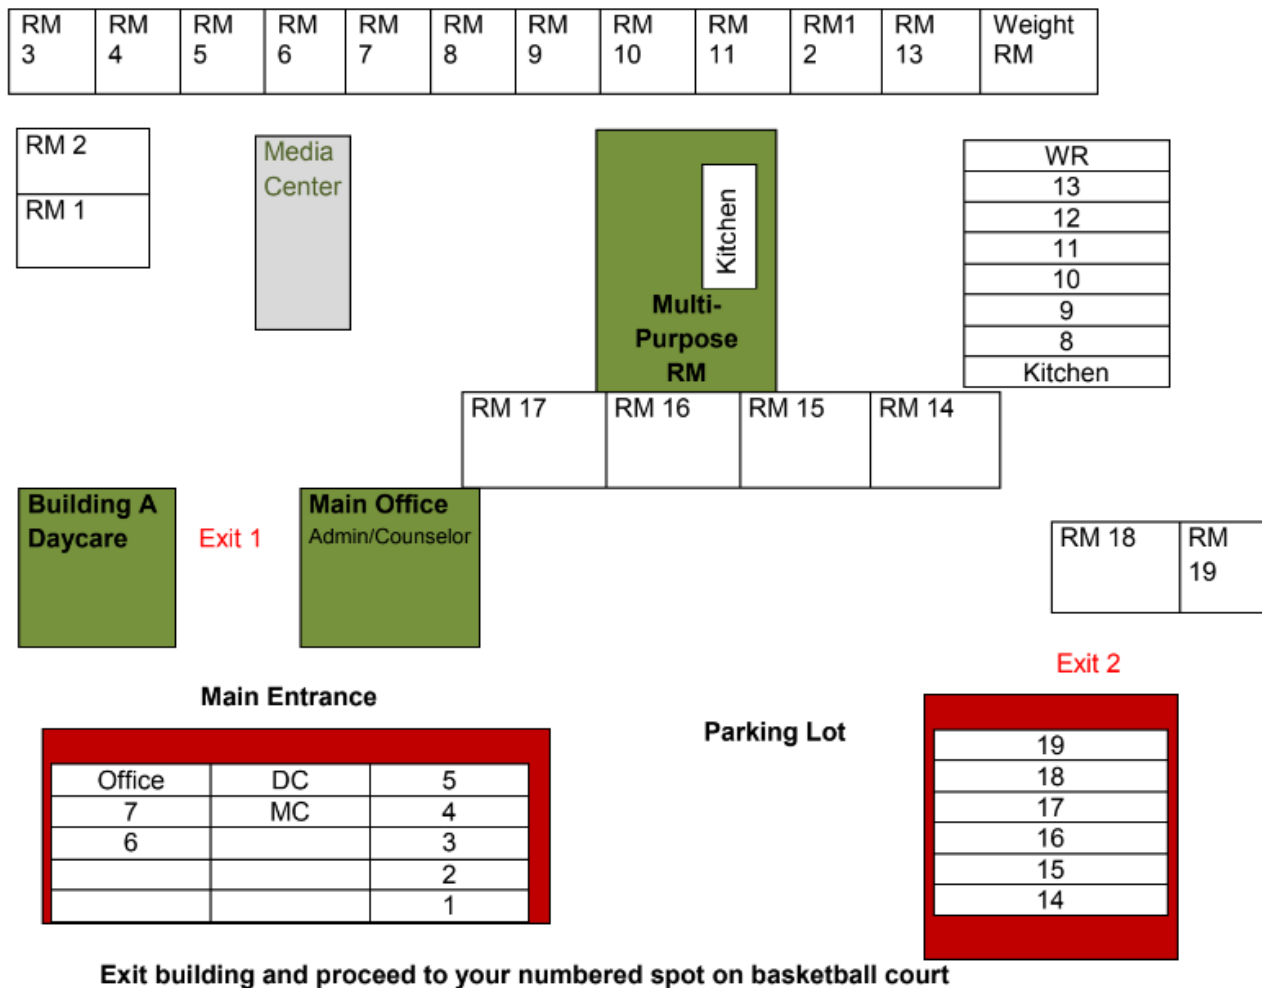 RM
3
RM
4
RM
5
RM
6
RM
7
RM
8
RM
9
RM
10
RM
11
RM1
2
RM
13
Weight
RM
RM 2
RM 1
Media
Center
Kitchen
Multi-
Purpose
RM
WR
13
12
11
10
9
8
Kitchen
RM 17
RM 16
RM 15
RM 14
Building A
Daycare
Exit 1
Main Office
Admin/Counselor
RM 18
RM
19
Exit 2
Main Entrance
Parking Lot
Office DC 5
7 MC 4
6 3
2
1
19
18
17
16
15
14
Exit building and proceed to your numbered spot on basketball court